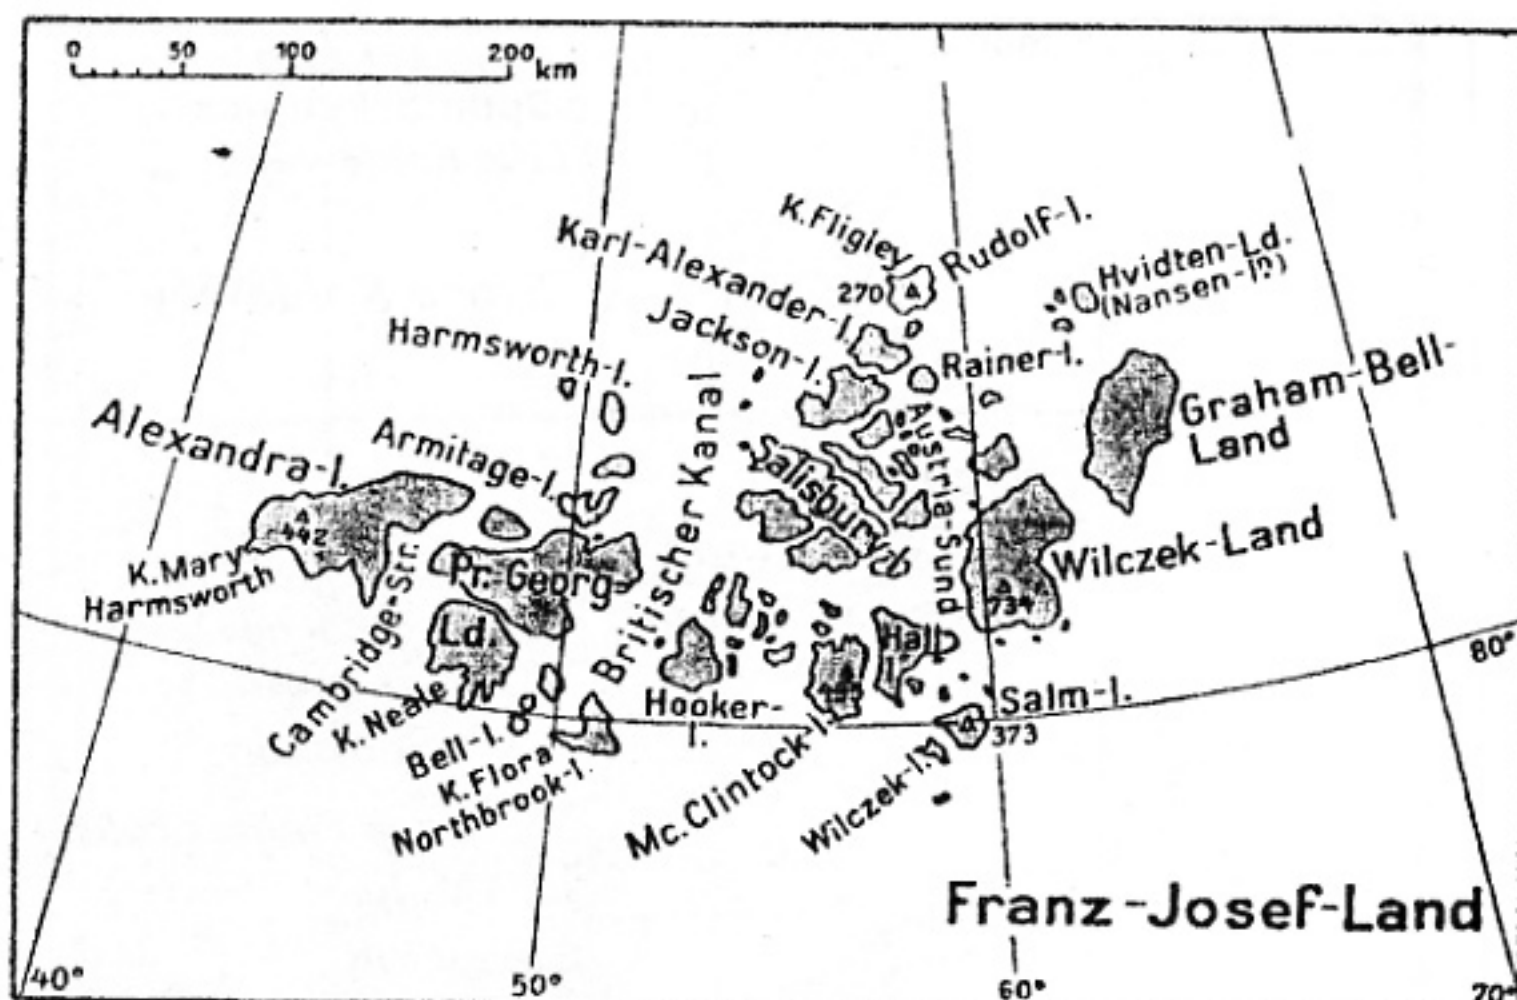 0 50 100 200 km
K. Fligley
Rudolf-I.
Karl-Alexander-I.
270
Hvidten-Ld.
(Nansen-I?)
Jackson-I.
Harmsworth-I.
Rainer-I.
Graham-Bell-
Land
Alexandra-I.
Armitage-I.
Britischer Kanal
Austria-Sund
Salisbury
442
K. Mary
Harmsworth
Cambridge-Str.
Pr.-Georg-
Ld.
Wilczek-Land
734
Hall
I.
80°
K. Neale
Hooker-
I.
Salm-I.
373
Bell-I.
K. Flora
Northbrook-I.
Mc. Clintock-I.
Wilczek-I.
Franz-Josef-Land
40° 50° 60° 70°